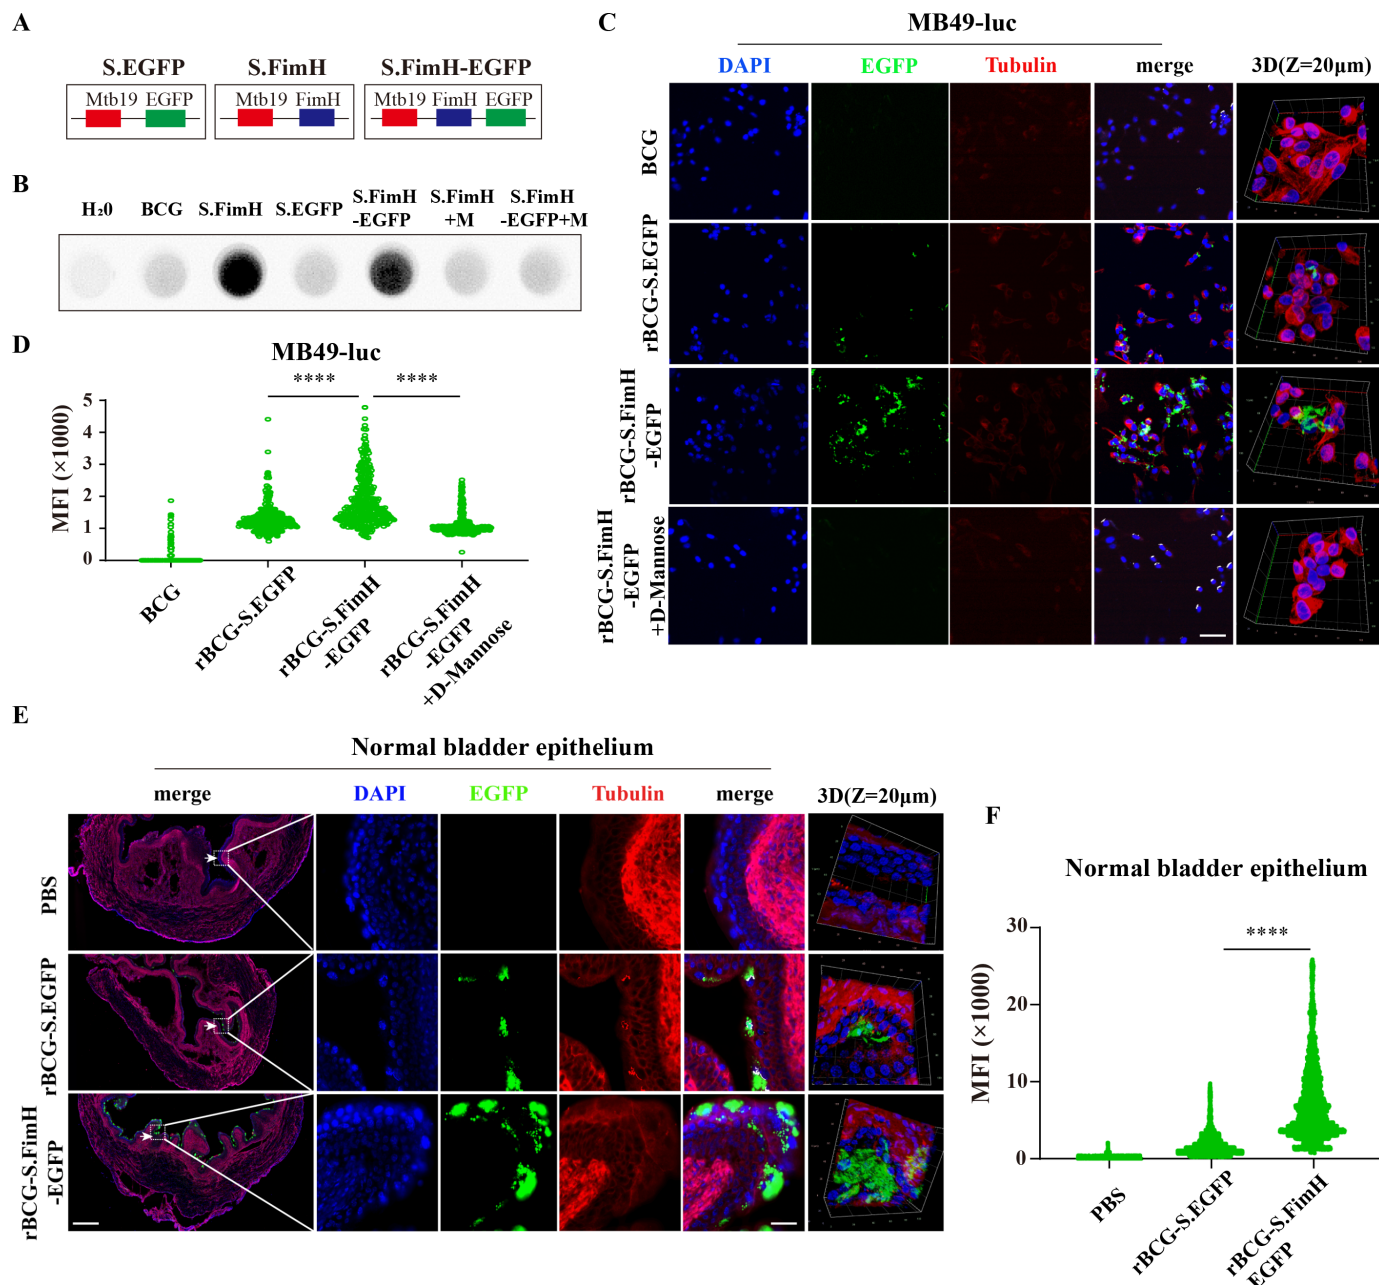 A
S.EGFP
S.FimH
S.FimH-EGFP
Mtb19 EGFP
Mtb19 FimH
Mtb19 FimH EGFP
B
H₂0
BCG
S.FimH
S.EGFP
S.FimH
-EGFP
S.FimH
+M
S.FimH
-EGFP+M
C
MB49-luc
DAPI
EGFP
Tubulin
merge
3D(Z=20μm)
BCG
rBCG-S.EGFP
rBCG-S.FimH
-EGFP
rBCG-S.FimH
-EGFP
+D-Mannose
D
MB49-luc
****
****
MFI (×1000)
5
4
3
2
1
0
BCG
rBCG-S.EGFP
rBCG-S.FimH
-EGFP
rBCG-S.FimH
-EGFP
+D-Mannose
E
Normal bladder epithelium
merge
DAPI
EGFP
Tubulin
merge
3D(Z=20μm)
PBS
rBCG-S.EGFP
rBCG-S.FimH
-EGFP
F
Normal bladder epithelium
****
MFI (×1000)
30
20
10
0
PBS
rBCG-S.EGFP
rBCG-S.FimH
EGFP